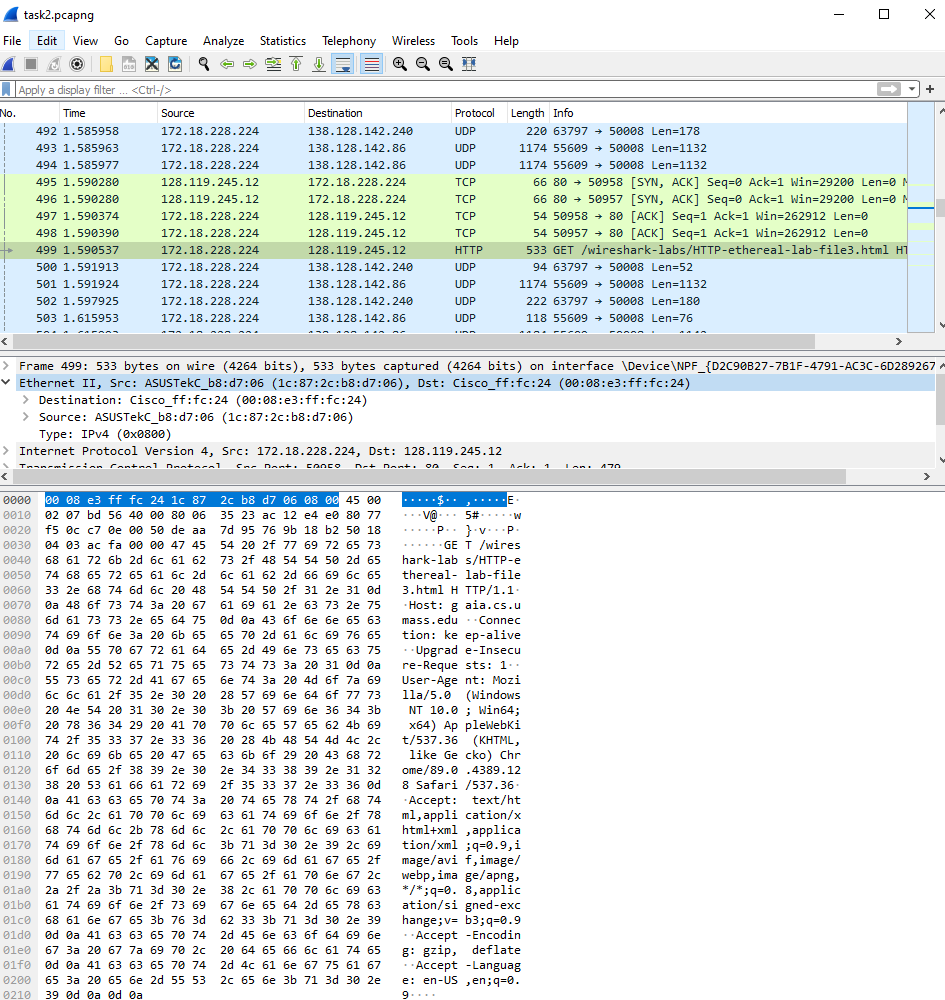 task2.pcapng
File Edit View Go Capture Analyze Statistics Telephony Wireless Tools Help
Apply a display filter ... <Ctrl-/>
No. Time Source Destination Protocol Length Info
492 1.585958 172.18.228.224 138.128.142.240 UDP 220 63797 → 50008 Len=178
493 1.585963 172.18.228.224 138.128.142.86 UDP 1174 55609 → 50008 Len=1132
494 1.585977 172.18.228.224 138.128.142.86 UDP 1174 55609 → 50008 Len=1132
495 1.590280 128.119.245.12 172.18.228.224 TCP 66 80 → 50958 [SYN, ACK] Seq=0 Ack=1 Win=29200 Len=0 M
496 1.590280 128.119.245.12 172.18.228.224 TCP 66 80 → 50957 [SYN, ACK] Seq=0 Ack=1 Win=29200 Len=0 M
497 1.590374 172.18.228.224 128.119.245.12 TCP 54 50958 → 80 [ACK] Seq=1 Ack=1 Win=262912 Len=0
498 1.590390 172.18.228.224 128.119.245.12 TCP 54 50957 → 80 [ACK] Seq=1 Ack=1 Win=262912 Len=0
499 1.590537 172.18.228.224 128.119.245.12 HTTP 533 GET /wireshark-labs/HTTP-ethereal-lab-file3.html HT
500 1.591913 172.18.228.224 138.128.142.240 UDP 94 63797 → 50008 Len=52
501 1.591924 172.18.228.224 138.128.142.86 UDP 1174 55609 → 50008 Len=1132
502 1.597925 172.18.228.224 138.128.142.240 UDP 222 63797 → 50008 Len=180
503 1.615953 172.18.228.224 138.128.142.86 UDP 118 55609 → 50008 Len=76
Frame 499: 533 bytes on wire (4264 bits), 533 bytes captured (4264 bits) on interface \Device\NPF_{D2C90B27-7B1F-4791-AC3C-6D289267
Ethernet II, Src: ASUSTekC_b8:d7:06 (1c:87:2c:b8:d7:06), Dst: Cisco_ff:fc:24 (00:08:e3:ff:fc:24)
Destination: Cisco_ff:fc:24 (00:08:e3:ff:fc:24)
Source: ASUSTekC_b8:d7:06 (1c:87:2c:b8:d7:06)
Type: IPv4 (0x0800)
Internet Protocol Version 4, Src: 172.18.228.224, Dst: 128.119.245.12
Transmission Control Protocol, Src Port: 50958, Dst Port: 80, Seq: 1, Ack: 1, Len: 479
0000 00 08 e3 ff fc 24 1c 87 2c b8 d7 06 08 00 45 00 ·····$·· ,·····E·
0010 02 07 bd 56 40 00 80 06 35 23 ac 12 e4 e0 80 77 ···V@··· 5#·····w
0020 f5 0c c7 0e 00 50 de aa 7d 95 76 9b 18 b2 50 18 ·····P·· }·v···P·
0030 04 03 ac fa 00 00 47 45 54 20 2f 77 69 72 65 73 ······GE T /wires
0040 68 61 72 6b 2d 6c 61 62 73 2f 48 54 54 50 2d 65 hark-lab s/HTTP-e
0050 74 68 65 72 65 61 6c 2d 6c 61 62 2d 66 69 6c 65 thereal- lab-file
0060 33 2e 68 74 6d 6c 20 48 54 54 50 2f 31 2e 31 0d 3.html H TTP/1.1·
0070 0a 48 6f 73 74 3a 20 67 61 69 61 2e 63 73 2e 75 ·Host: g aia.cs.u
0080 6d 61 73 73 2e 65 64 75 0d 0a 43 6f 6e 6e 65 63 mass.edu ··Connec
0090 74 69 6f 6e 3a 20 6b 65 65 70 2d 61 6c 69 76 65 tion: ke ep-alive
00a0 0d 0a 55 70 67 72 61 64 65 2d 49 6e 73 65 63 75 ··Upgrad e-Insecu
00b0 72 65 2d 52 65 71 75 65 73 74 73 3a 20 31 0d 0a re-Reque sts: 1··
00c0 55 73 65 72 2d 41 67 65 6e 74 3a 20 4d 6f 7a 69 User-Age nt: Mozi
00d0 6c 6c 61 2f 35 2e 30 20 28 57 69 6e 64 6f 77 73 lla/5.0 (Windows
00e0 20 4e 54 20 31 30 2e 30 3b 20 57 69 6e 36 34 3b NT 10.0 ; Win64;
00f0 20 78 36 34 29 20 41 70 70 6c 65 57 65 62 4b 69 x64) Ap pleWebKi
0100 74 2f 35 33 37 2e 33 36 20 28 4b 48 54 4d 4c 2c t/537.36 (KHTML,
0110 20 6c 69 6b 65 20 47 65 63 6b 6f 29 20 43 68 72 like Ge cko) Chr
0120 6f 6d 65 2f 38 39 2e 30 2e 34 33 38 39 2e 31 32 ome/89.0 .4389.12
0130 38 20 53 61 66 61 72 69 2f 35 33 37 2e 33 36 0d 8 Safari /537.36·
0140 0a 41 63 63 65 70 74 3a 20 74 65 78 74 2f 68 74 ·Accept: text/ht
0150 6d 6c 2c 61 70 70 6c 69 63 61 74 69 6f 6e 2f 78 ml,appli cation/x
0160 68 74 6d 6c 2b 78 6d 6c 2c 61 70 70 6c 69 63 61 html+xml ,applica
0170 74 69 6f 6e 2f 78 6d 6c 3b 71 3d 30 2e 39 2c 69 tion/xml ;q=0.9,i
0180 6d 61 67 65 2f 61 76 69 66 2c 69 6d 61 67 65 2f mage/avi f,image/
0190 77 65 62 70 2c 69 6d 61 67 65 2f 61 70 6e 67 2c webp,ima ge/apng,
01a0 2a 2f 2a 3b 71 3d 30 2e 38 2c 61 70 70 6c 69 63 */*;q=0. 8,applic
01b0 61 74 69 6f 6e 2f 73 69 67 6e 65 64 2d 65 78 63 ation/si gned-exc
01c0 68 61 6e 67 65 3b 76 3d 62 33 3b 71 3d 30 2e 39 hange;v= b3;q=0.9
01d0 0d 0a 41 63 63 65 70 74 2d 45 6e 63 6f 64 69 6e ··Accept -Encodin
01e0 67 3a 20 67 7a 69 70 2c 20 64 65 66 6c 61 74 65 g: gzip, deflate
01f0 0d 0a 41 63 63 65 70 74 2d 4c 61 6e 67 75 61 67 ··Accept -Languag
0200 65 3a 20 65 6e 2d 55 53 2c 65 6e 3b 71 3d 30 2e e: en-US ,en;q=0.
0210 39 0d 0a 0d 0a 9····